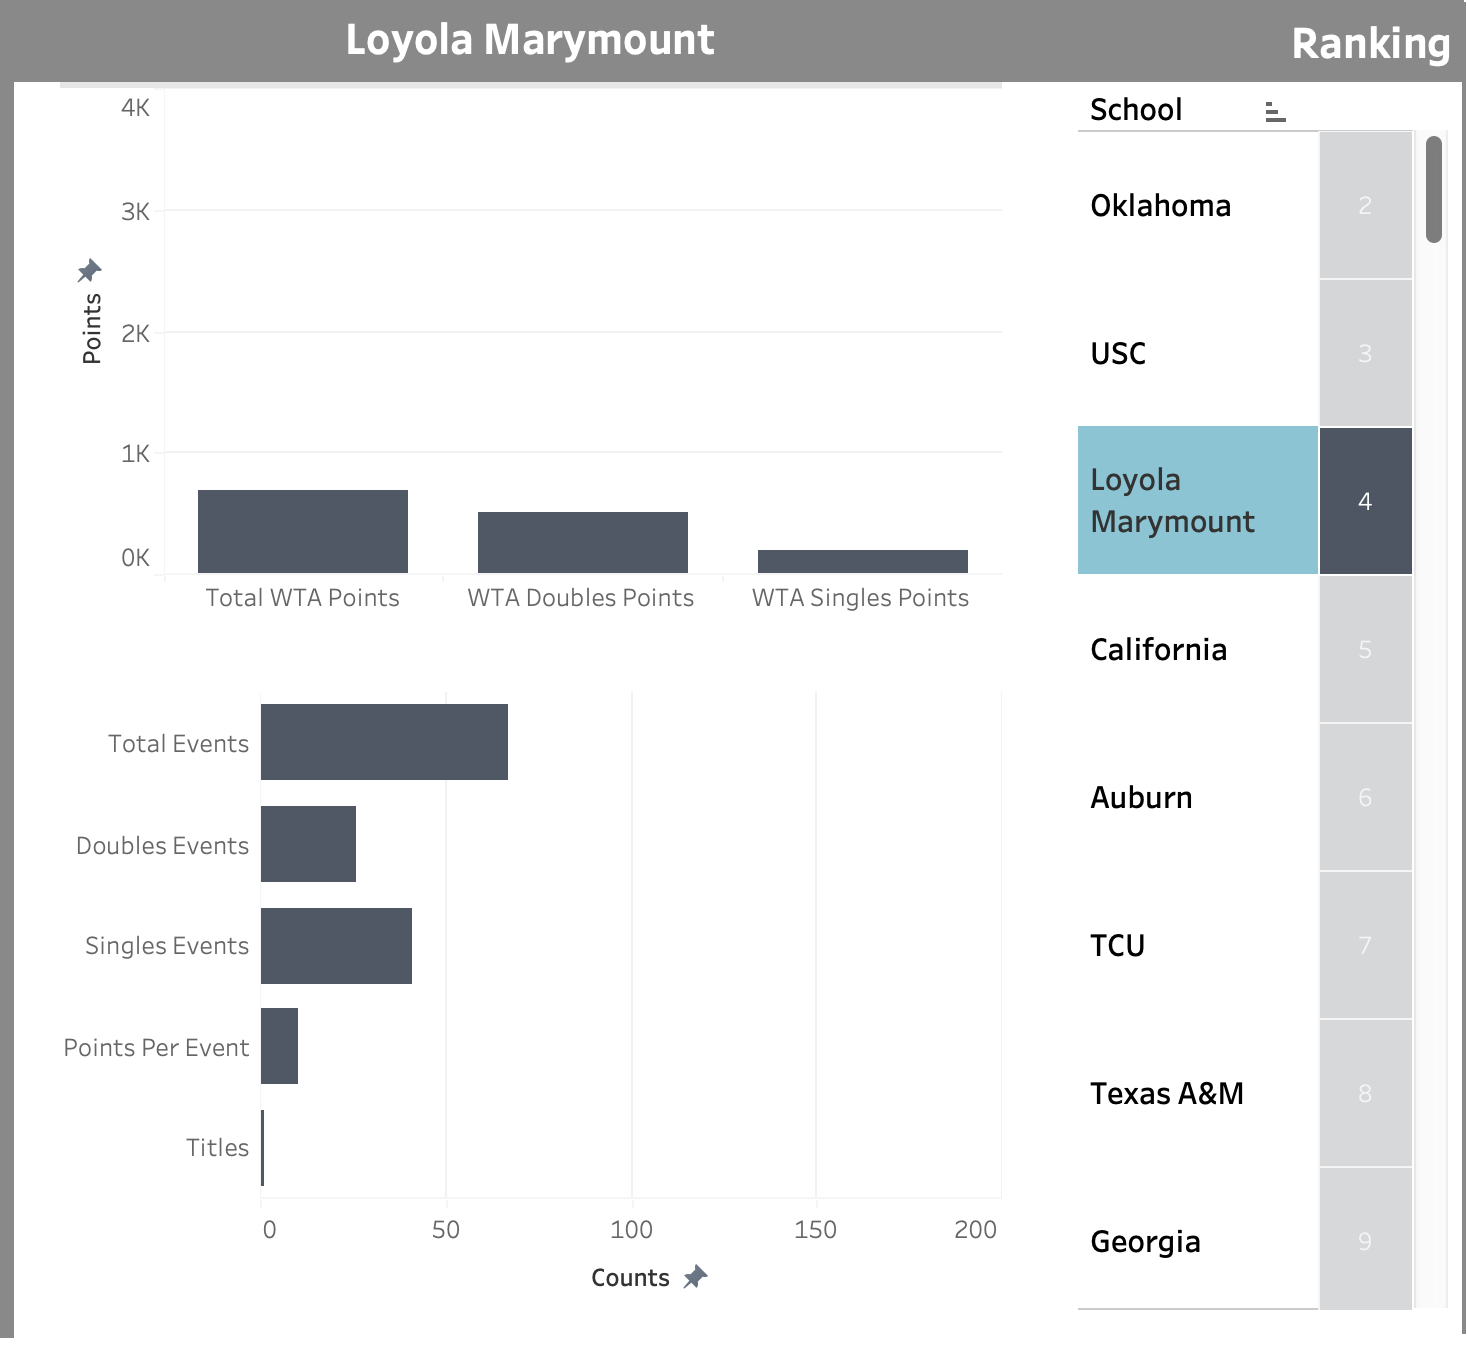 Loyola Marymount
Ranking
4K
3K
2K
1K
0K
Points
Total WTA Points
WTA Doubles Points
WTA Singles Points
Total Events
Doubles Events
Singles Events
Points Per Event
Titles
0
50
100
150
200
Counts
School
Oklahoma
2
USC
3
Loyola
Marymount
4
California
5
Auburn
6
TCU
7
Texas A&M
8
Georgia
9